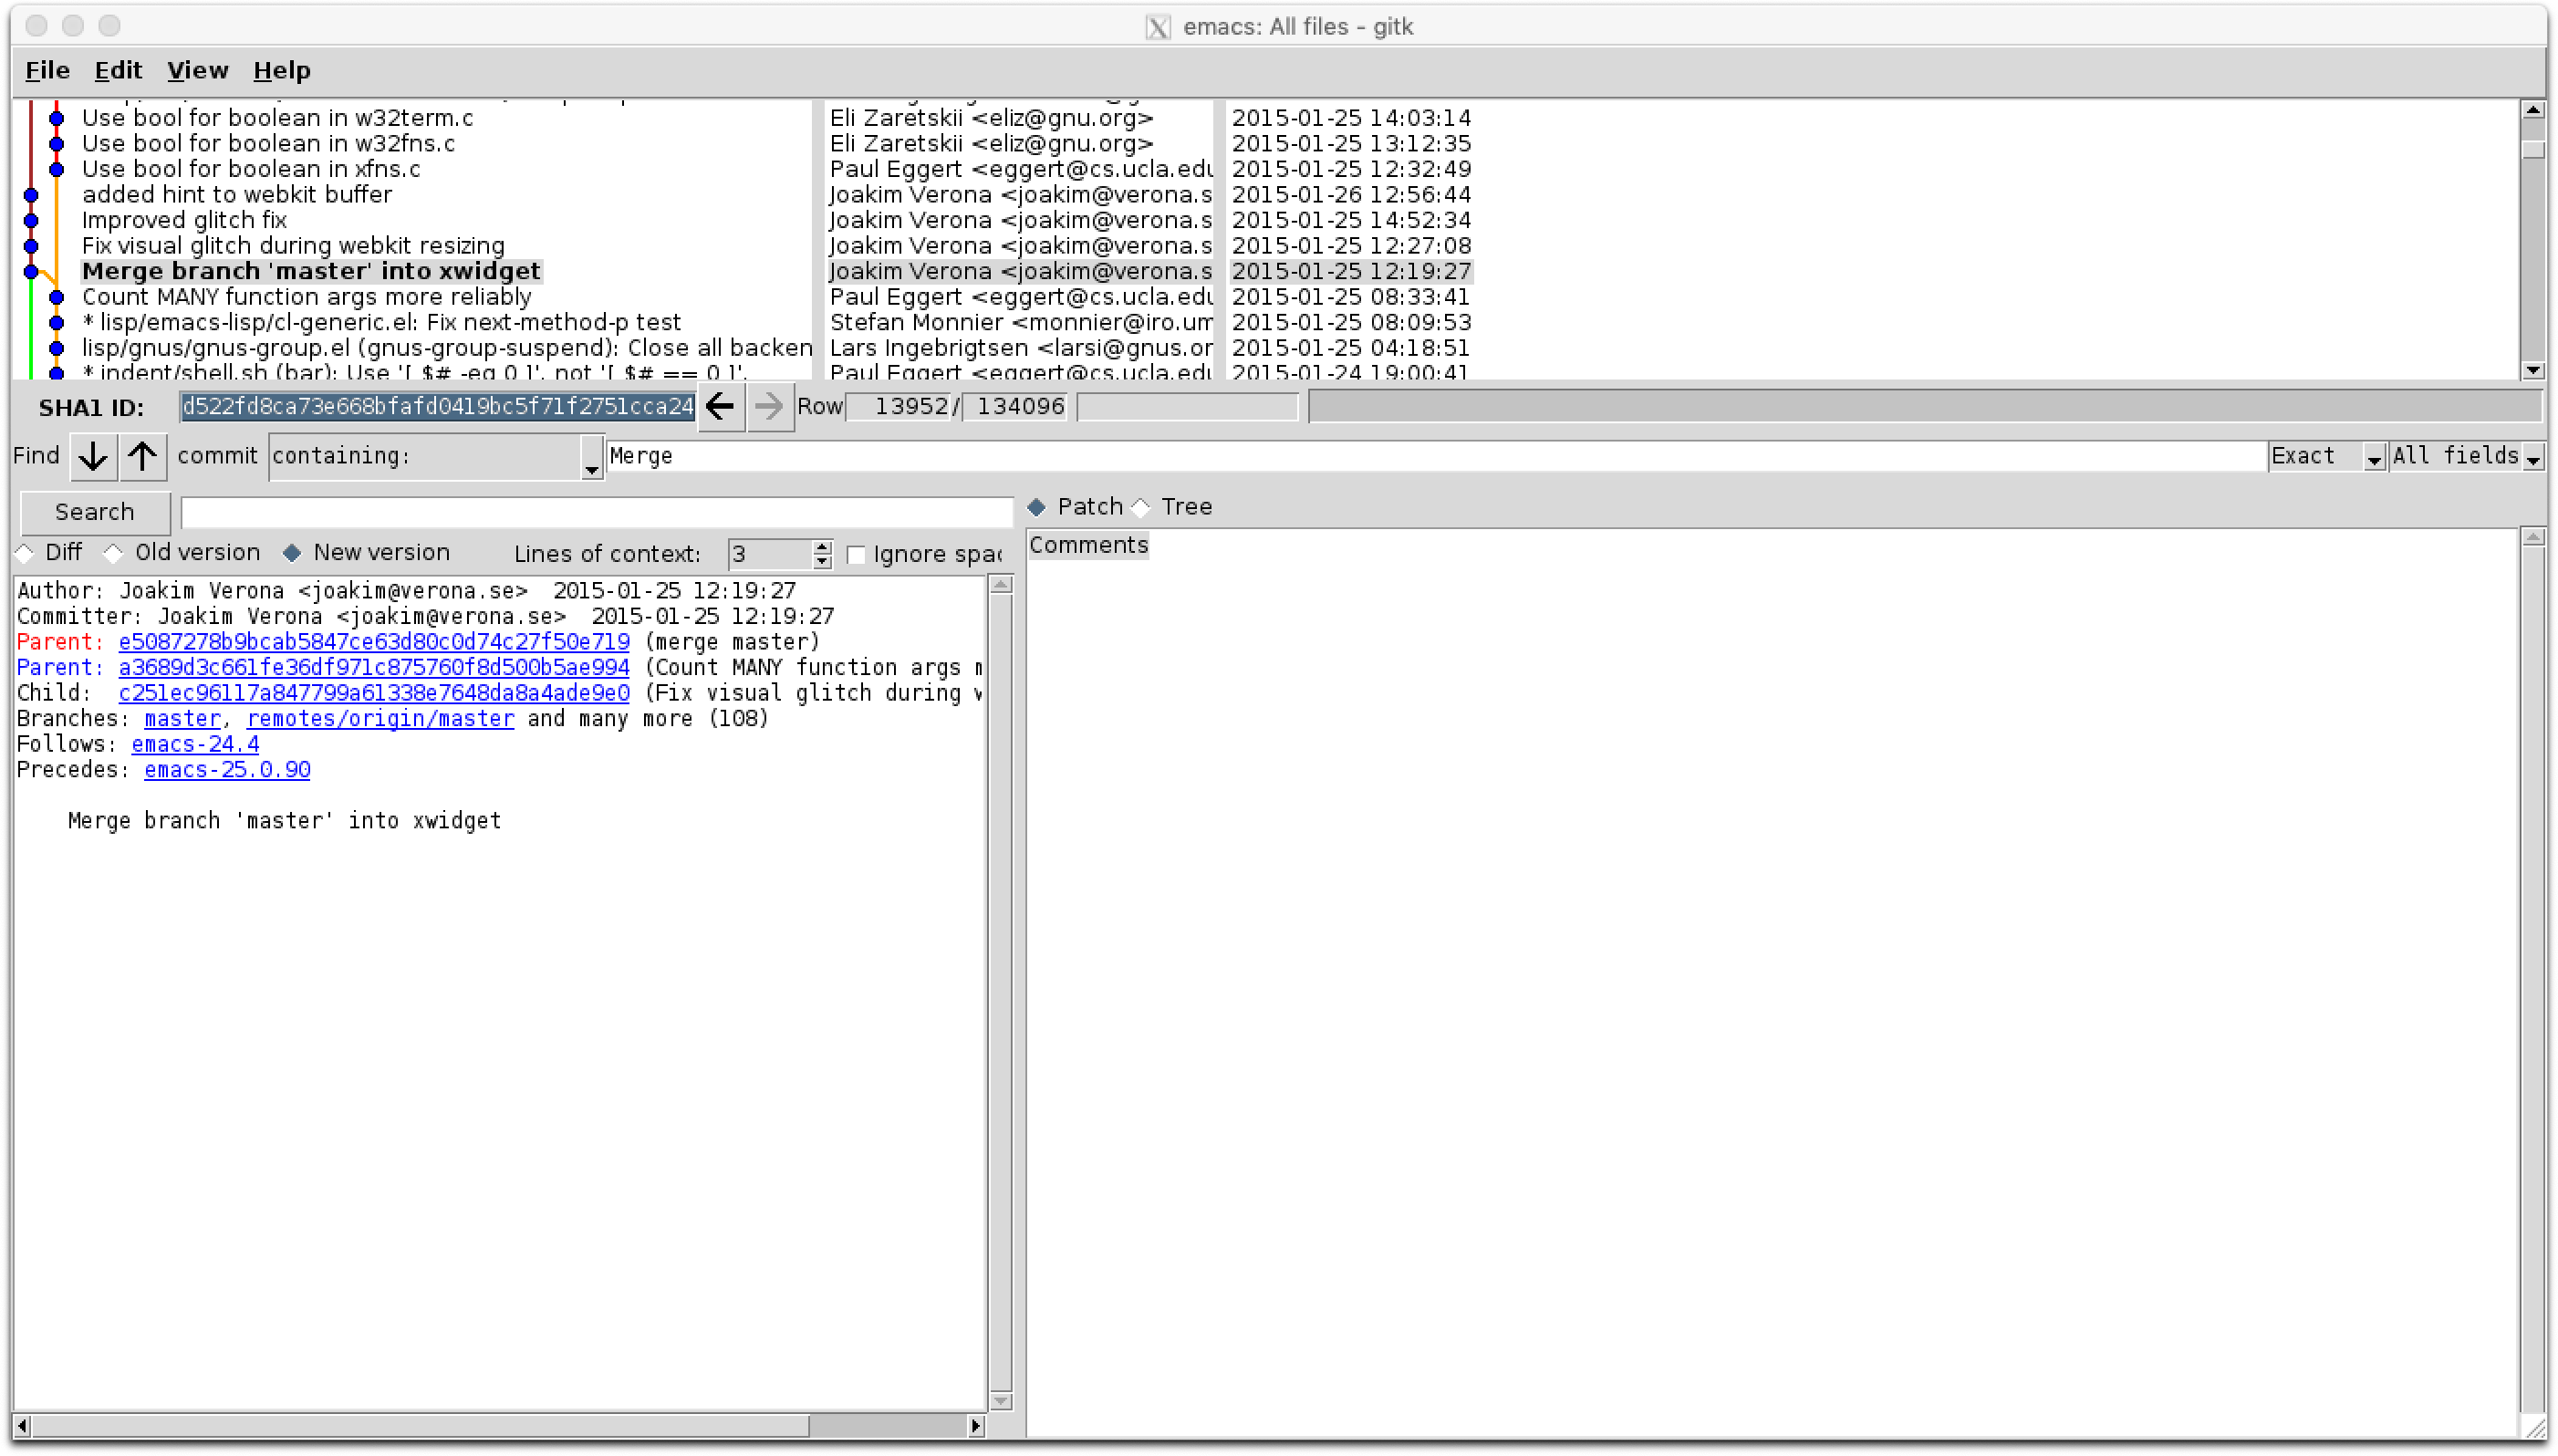 emacs: All files - gitk
File Edit View Help
Use bool for boolean in w32term.c Eli Zaretskii <eliz@gnu.org> 2015-01-25 14:03:14
Use bool for boolean in w32fns.c Eli Zaretskii <eliz@gnu.org> 2015-01-25 13:12:35
Use bool for boolean in xfns.c Paul Eggert <eggert@cs.ucla.edu 2015-01-25 12:32:49
added hint to webkit buffer Joakim Verona <joakim@verona.s 2015-01-26 12:56:44
Improved glitch fix Joakim Verona <joakim@verona.s 2015-01-25 14:52:34
Fix visual glitch during webkit resizing Joakim Verona <joakim@verona.s 2015-01-25 12:27:08
Merge branch 'master' into xwidget Joakim Verona <joakim@verona.s 2015-01-25 12:19:27
Count MANY function args more reliably Paul Eggert <eggert@cs.ucla.edu 2015-01-25 08:33:41
* lisp/emacs-lisp/cl-generic.el: Fix next-method-p test Stefan Monnier <monnier@iro.um 2015-01-25 08:09:53
lisp/gnus/gnus-group.el (gnus-group-suspend): Close all backen Lars Ingebrigtsen <larsi@gnus.or 2015-01-25 04:18:51
* indent/shell.sh (bar): Use '[ $# -eq 0 ]', not '[ $# == 0 ]'. Paul Eggert <eggert@cs.ucla.edu 2015-01-24 19:00:41
SHA1 ID: d522fd8ca73e668bfafd0419bc5f71f2751cca24 Row 13952 / 134096
Find commit containing: Merge Exact All fields
Search Patch Tree
Diff Old version New version Lines of context: 3 Ignore spac
Comments
Author: Joakim Verona <joakim@verona.se> 2015-01-25 12:19:27
Committer: Joakim Verona <joakim@verona.se> 2015-01-25 12:19:27
Parent: e5087278b9bcab5847ce63d80c0d74c27f50e719 (merge master)
Parent: a3689d3c661fe36df971c875760f8d500b5ae994 (Count MANY function args m
Child: c251ec96117a847799a61338e7648da8a4ade9e0 (Fix visual glitch during w
Branches: master, remotes/origin/master and many more (108)
Follows: emacs-24.4
Precedes: emacs-25.0.90
Merge branch 'master' into xwidget